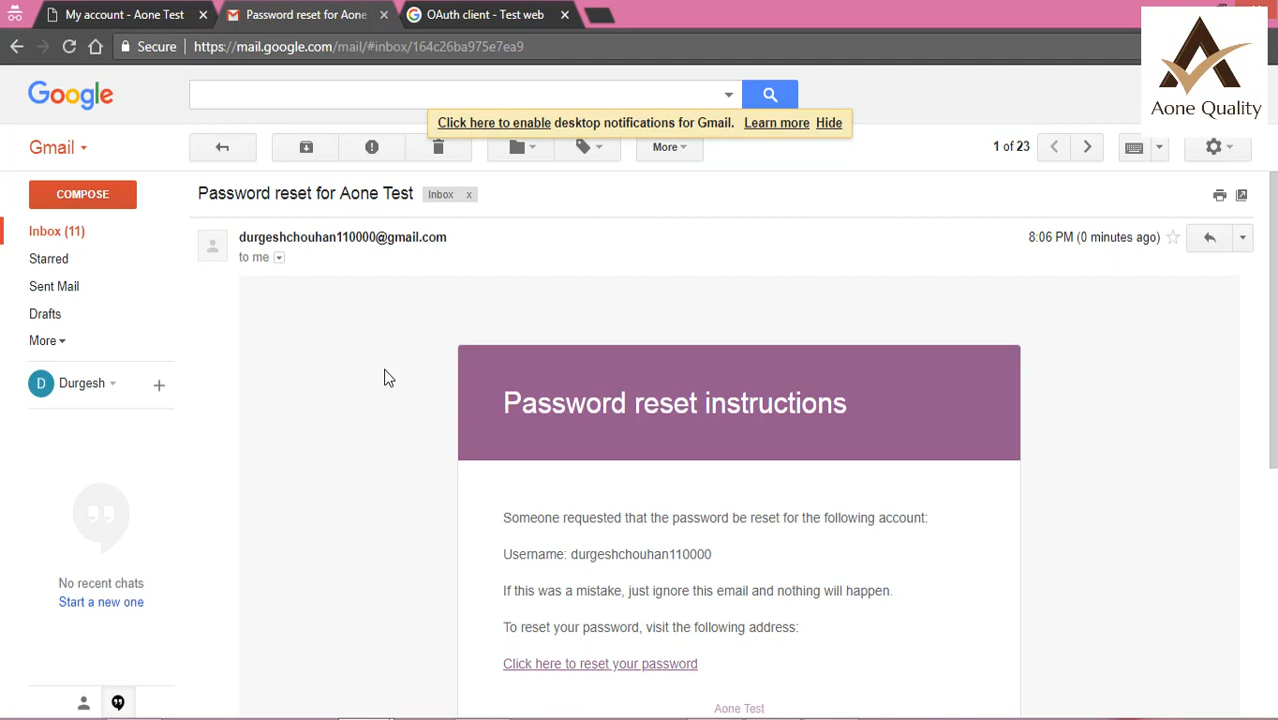 My account - Aone Test
Password reset for Aone
OAuth client - Test web
Secure
https://mail.google.com/mail/#inbox/164c26ba975e7ea9
Aone Quality
Google
Click here to enable desktop notifications for Gmail. Learn more Hide
Gmail
More
1 of 23
COMPOSE
Password reset for Aone Test
Inbox x
Inbox (11)
durgeshchouhan110000@gmail.com
8:06 PM (0 minutes ago)
to me
Starred
Sent Mail
Drafts
More
D Durgesh
Password reset instructions
Someone requested that the password be reset for the following account:
Username: durgeshchouhan110000
If this was a mistake, just ignore this email and nothing will happen.
To reset your password, visit the following address:
Click here to reset your password
Aone Test
No recent chats
Start a new one